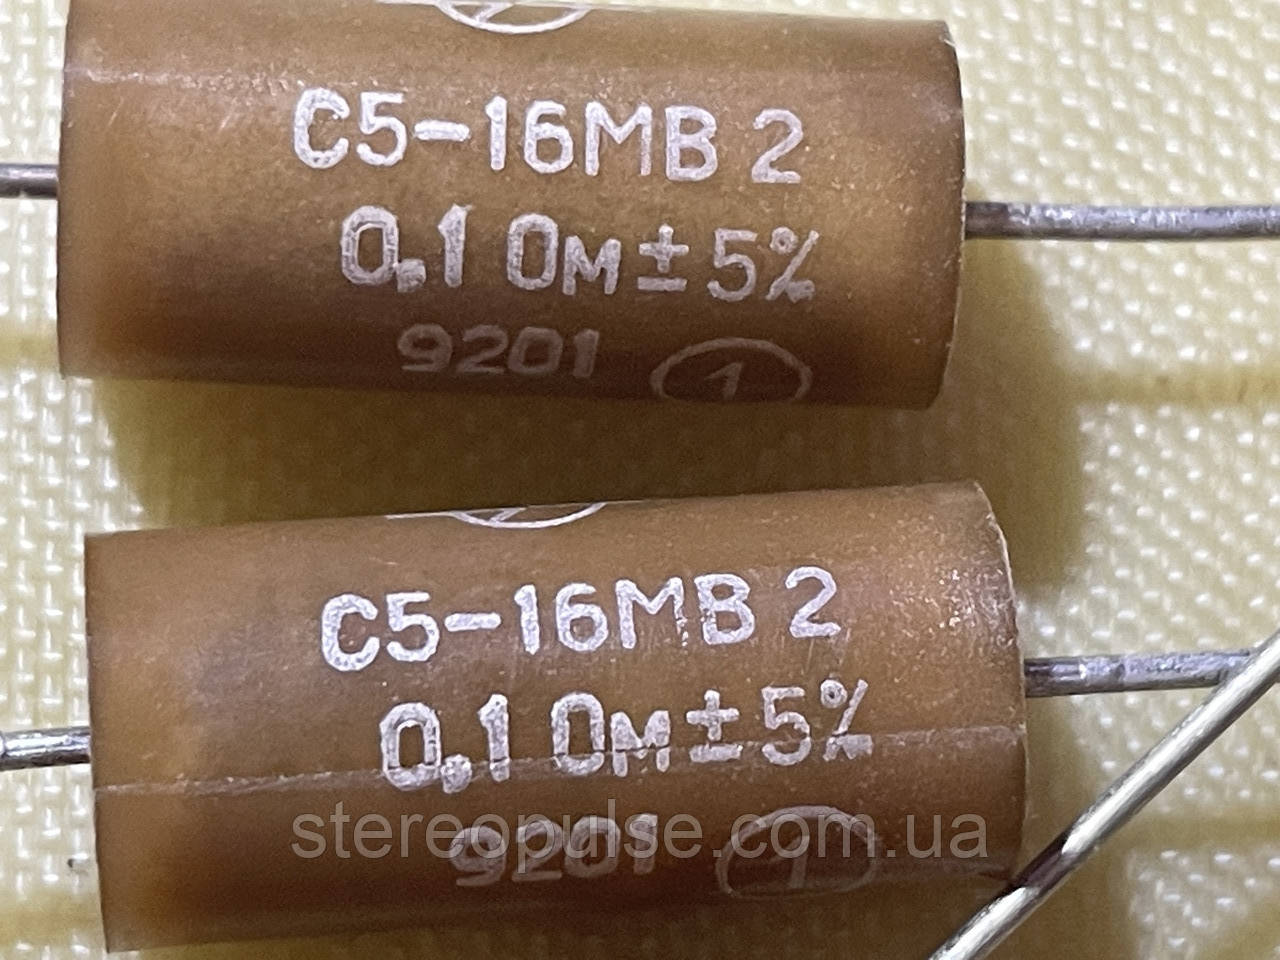 С5-16МВ 2
0,1 Ом ± 5%
9201 1
С5-16МВ 2
0,1 Ом ± 5%
stereopulse.com.ua
9201 1